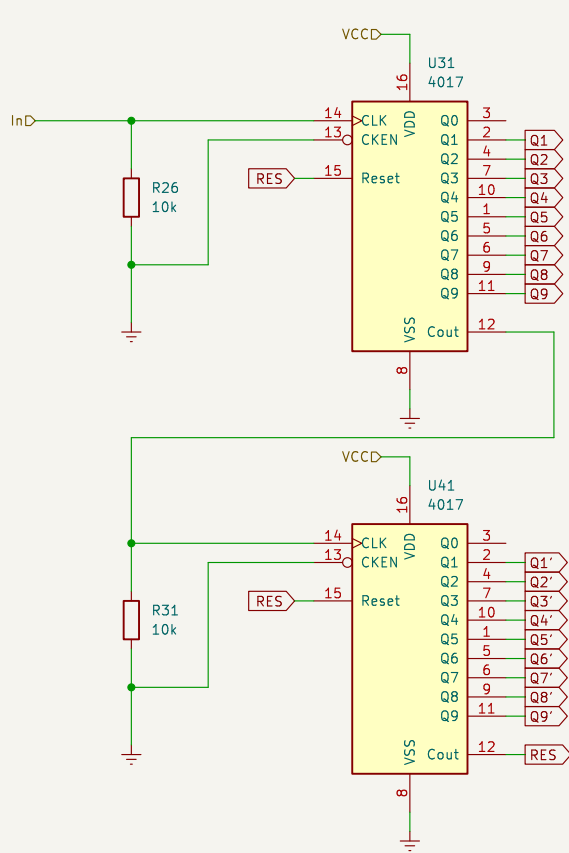 VCC
U31
4017
16
In
14
CLK
VDD
Q0
3
13
CKEN
Q1
2
Q1
Q2
4
Q2
RES
15
Reset
Q3
7
Q3
R26
10k
Q4
10
Q4
Q5
1
Q5
Q6
5
Q6
Q7
6
Q7
Q8
9
Q8
Q9
11
Q9
VSS
Cout
12
8
VCC
U41
4017
16
14
CLK
VDD
Q0
3
13
CKEN
Q1
2
Q1'
Q2
4
Q2'
RES
15
Reset
Q3
7
Q3'
R31
10k
Q4
10
Q4'
Q5
1
Q5'
Q6
5
Q6'
Q7
6
Q7'
Q8
9
Q8'
Q9
11
Q9'
VSS
Cout
12
RES
8